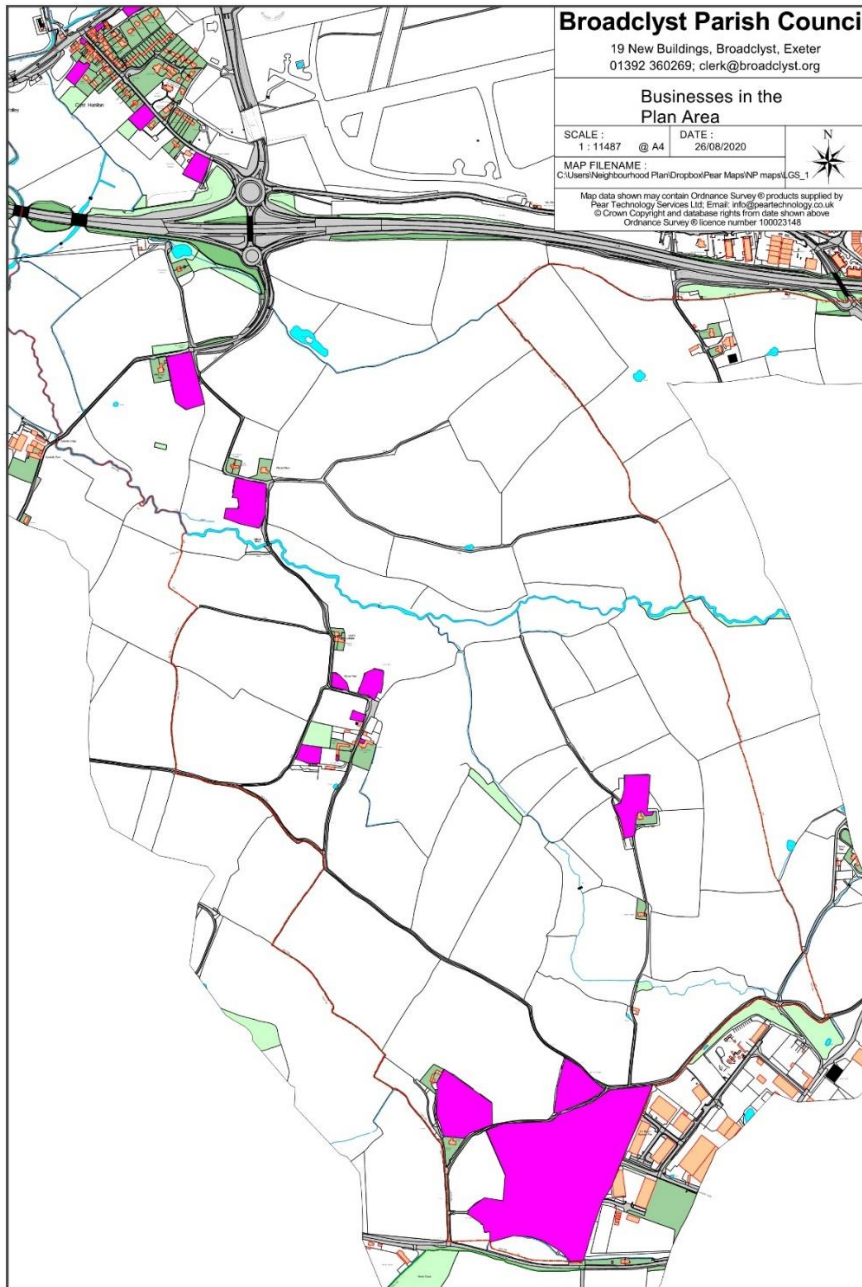 Broadclyst Parish Counci
19 New Buildings, Broadclyst, Exeter
01392 360269; clerk@broadclyst.org
Businesses in the
Plan Area
SCALE :
1 : 11487 @ A4
DATE :
26/08/2020
N
MAP FILENAME :
C:\Users\Neighbourhood Plan\Dropbox\Pear Maps\NP maps\LGS_1
Map data shown may contain Ordnance Survey ® products supplied by
Pear Technology Services Ltd; Email: info@peartechnology.co.uk
© Crown Copyright and database rights from date shown above
Ordnance Survey ® licence number 100023148
Clyst Honiton